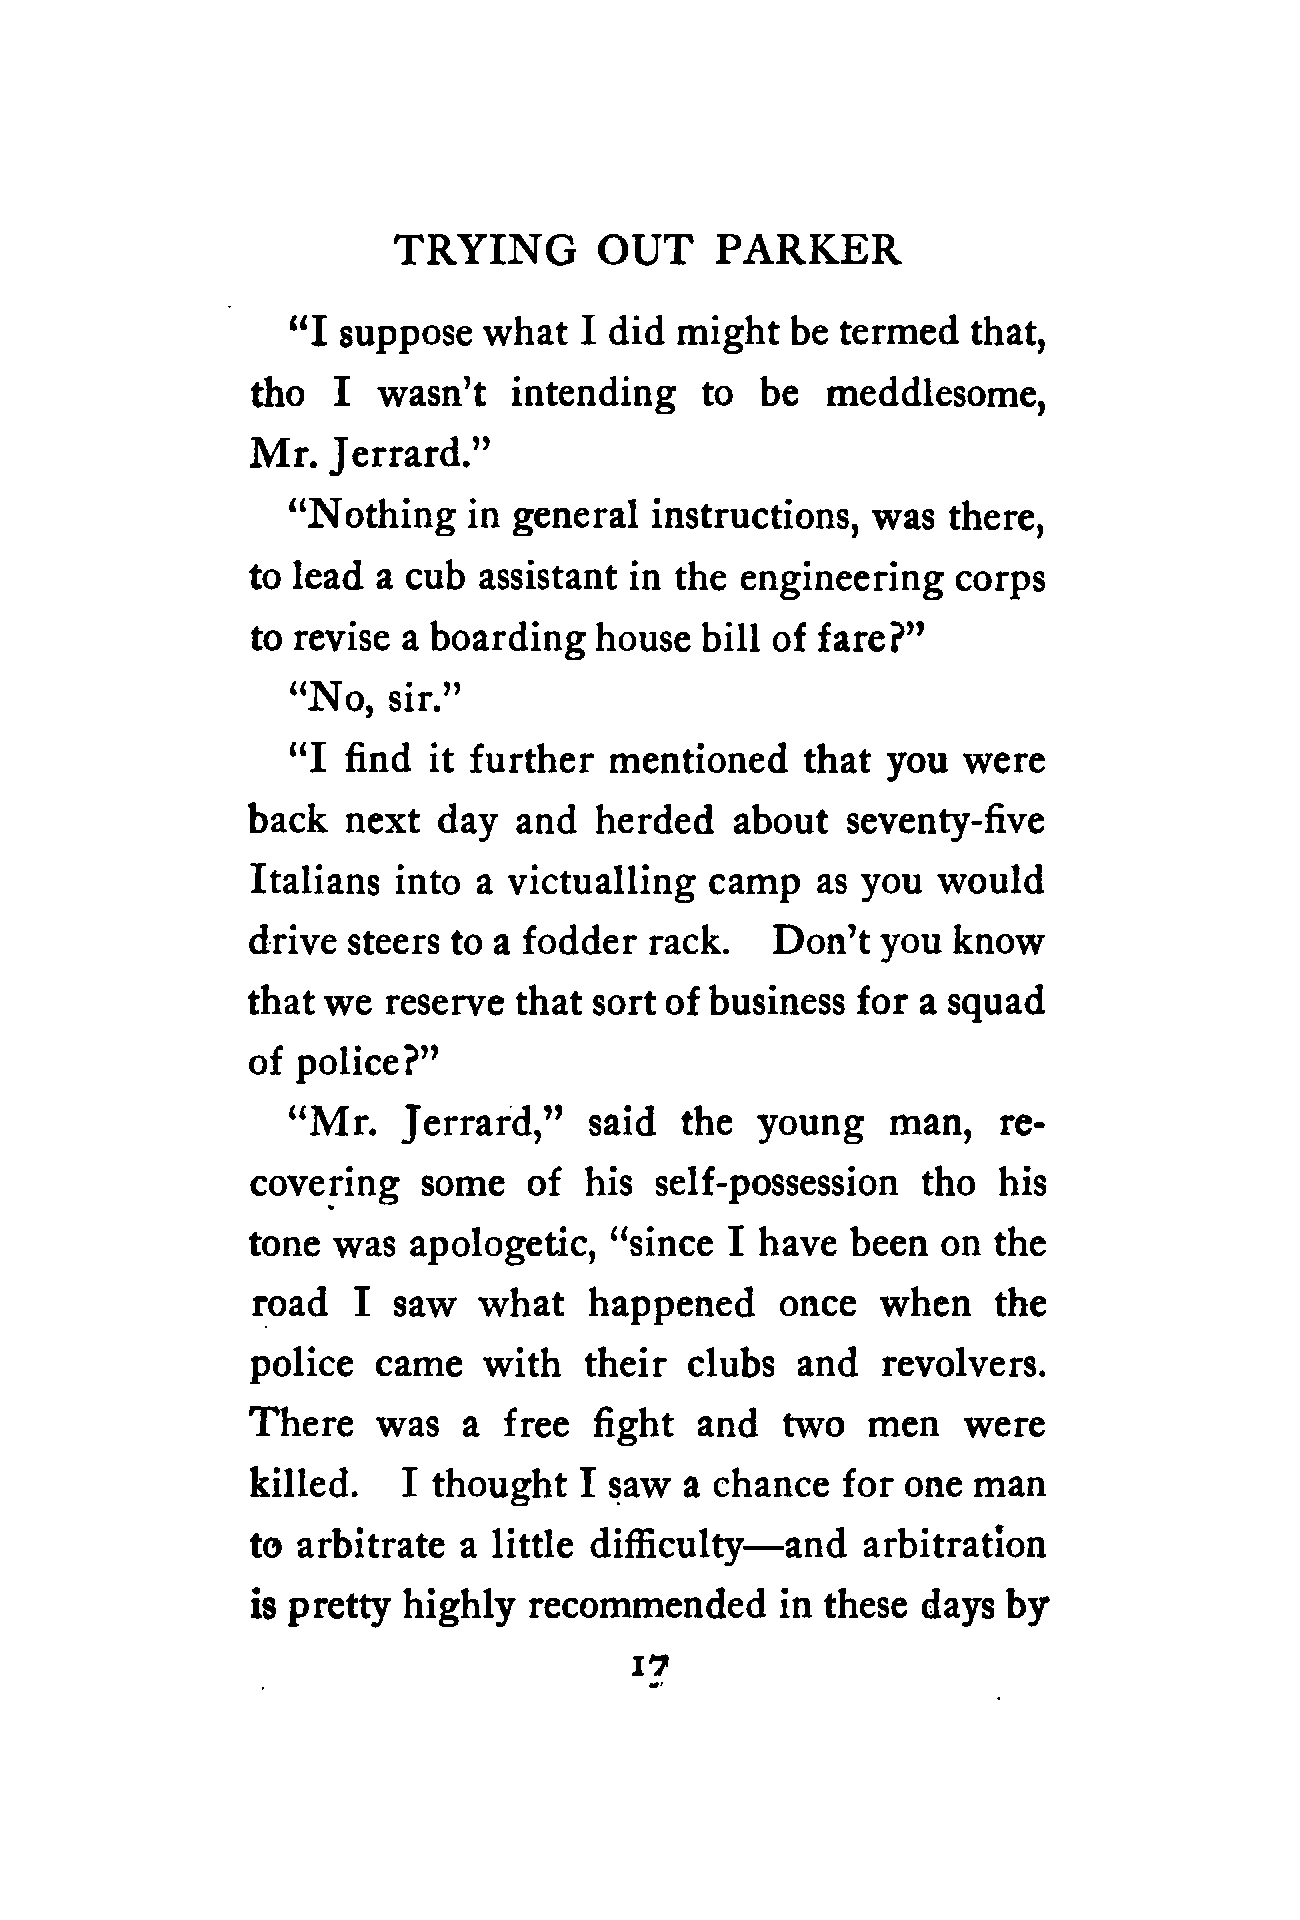 TRYING OUT PARKER
“I suppose what I did might be termed that,
tho I wasn’t intending to be meddlesome,
Mr. Jerrard.”
“Nothing in general instructions, was there,
to lead a cub assistant in the engineering corps
to revise a boarding house bill of fare?”
“No, sir.”
“I find it further mentioned that you were
back next day and herded about seventy-five
Italians into a victualling camp as you would
drive steers to a fodder rack. Don’t you know
that we reserve that sort of business for a squad
of police?”
“Mr. Jerrard,” said the young man, re-
covering some of his self-possession tho his
tone was apologetic, “since I have been on the
road I saw what happened once when the
police came with their clubs and revolvers.
There was a free fight and two men were
killed. I thought I saw a chance for one man
to arbitrate a little difficulty—and arbitration
is pretty highly recommended in these days by
17